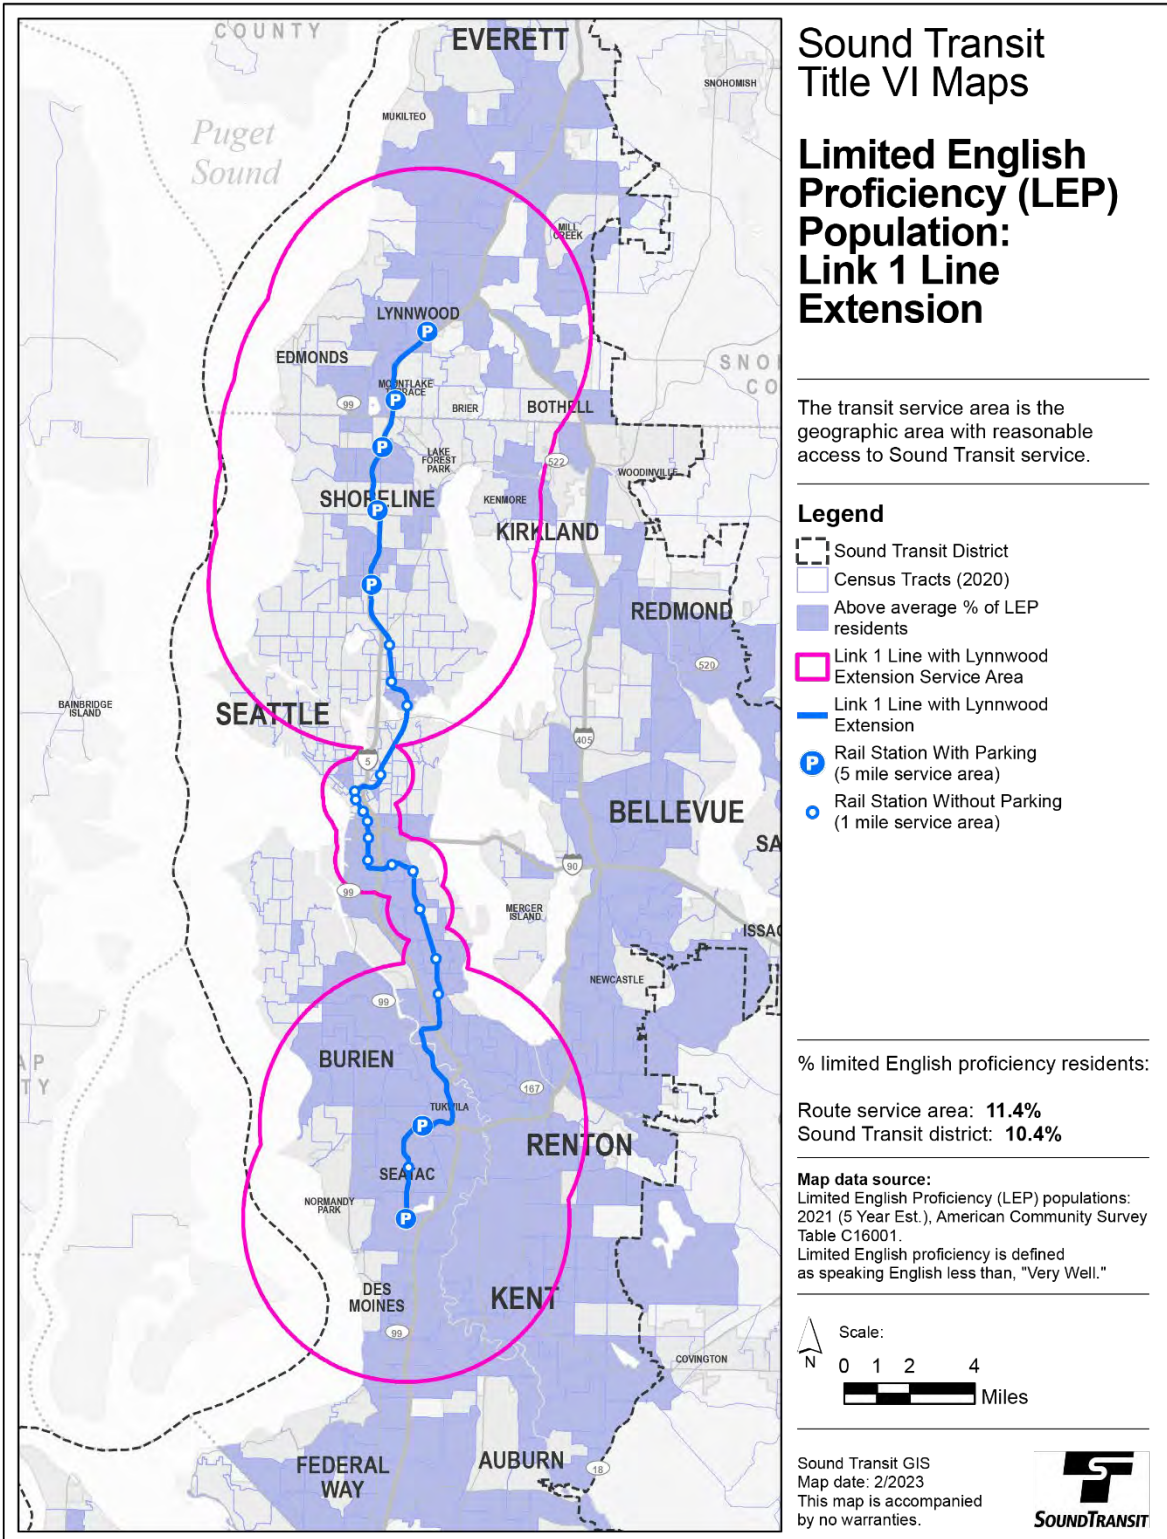 COUNTY
EVERETT
SNOHOMISH
MUKILTEO
Puget
Sound
MILL
CREEK
LYNNWOOD
EDMONDS
MOUNTLAKE
TERRACE
99
BRIER
BOTHELL
SNO
CO
LAKE
FOREST
PARK
522
WOODINVILLE
SHORELINE
KENMORE
KIRKLAND
REDMOND
520
BAINBRIDGE
ISLAND
SEATTLE
405
5
BELLEVUE
SA
90
99
MERCER
ISLAND
ISSAQ
NEWCASTLE
99
BURIEN
AP
TY
167
TUKWILA
RENTON
SEATAC
NORMANDY
PARK
DES
MOINES
KENT
99
COVINGTON
FEDERAL
WAY
AUBURN
18
Sound Transit
Title VI Maps
Limited English
Proficiency (LEP)
Population:
Link 1 Line
Extension
The transit service area is the
geographic area with reasonable
access to Sound Transit service.
Legend
Sound Transit District
Census Tracts (2020)
Above average % of LEP
residents
Link 1 Line with Lynnwood
Extension Service Area
Link 1 Line with Lynnwood
Extension
P Rail Station With Parking
(5 mile service area)
Rail Station Without Parking
(1 mile service area)
% limited English proficiency residents:
Route service area: 11.4%
Sound Transit district: 10.4%
Map data source:
Limited English Proficiency (LEP) populations:
2021 (5 Year Est.), American Community Survey
Table C16001.
Limited English proficiency is defined
as speaking English less than, "Very Well."
N
Scale:
0 1 2 4
Miles
Sound Transit GIS
Map date: 2/2023
This map is accompanied
by no warranties.
SOUNDTRANSIT